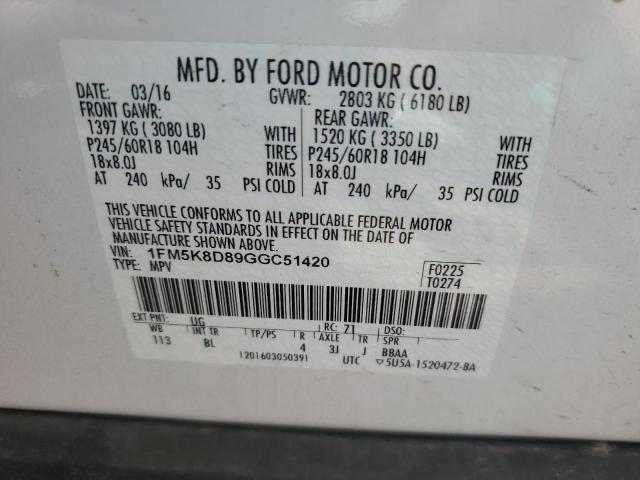 MFD. BY FORD MOTOR CO.
DATE: 03/16 GVWR: 2803 KG ( 6180 LB)
FRONT GAWR: REAR GAWR:
1397 KG ( 3080 LB) WITH 1520 KG ( 3350 LB) WITH
P245/60R18 104H TIRES P245/60R18 104H TIRES
18x8.0J RIMS 18x8.0J RIMS
AT 240 kPa/ 35 PSI COLD AT 240 kPa/ 35 PSI COLD
THIS VEHICLE CONFORMS TO ALL APPLICABLE FEDERAL MOTOR
VEHICLE SAFETY STANDARDS IN EFFECT ON THE DATE OF
MANUFACTURE SHOWN ABOVE.
VIN: 1FM5K8D89GGC51420 F0225
TYPE: MPV T0274
EXT PNT: UG RC: 71 DSO:
WB INT TR TP/PS R AXLE TR SPR
113 BL 4 3J J BBAA
1201603050391 UTC ▽5U5A-1520472-BA